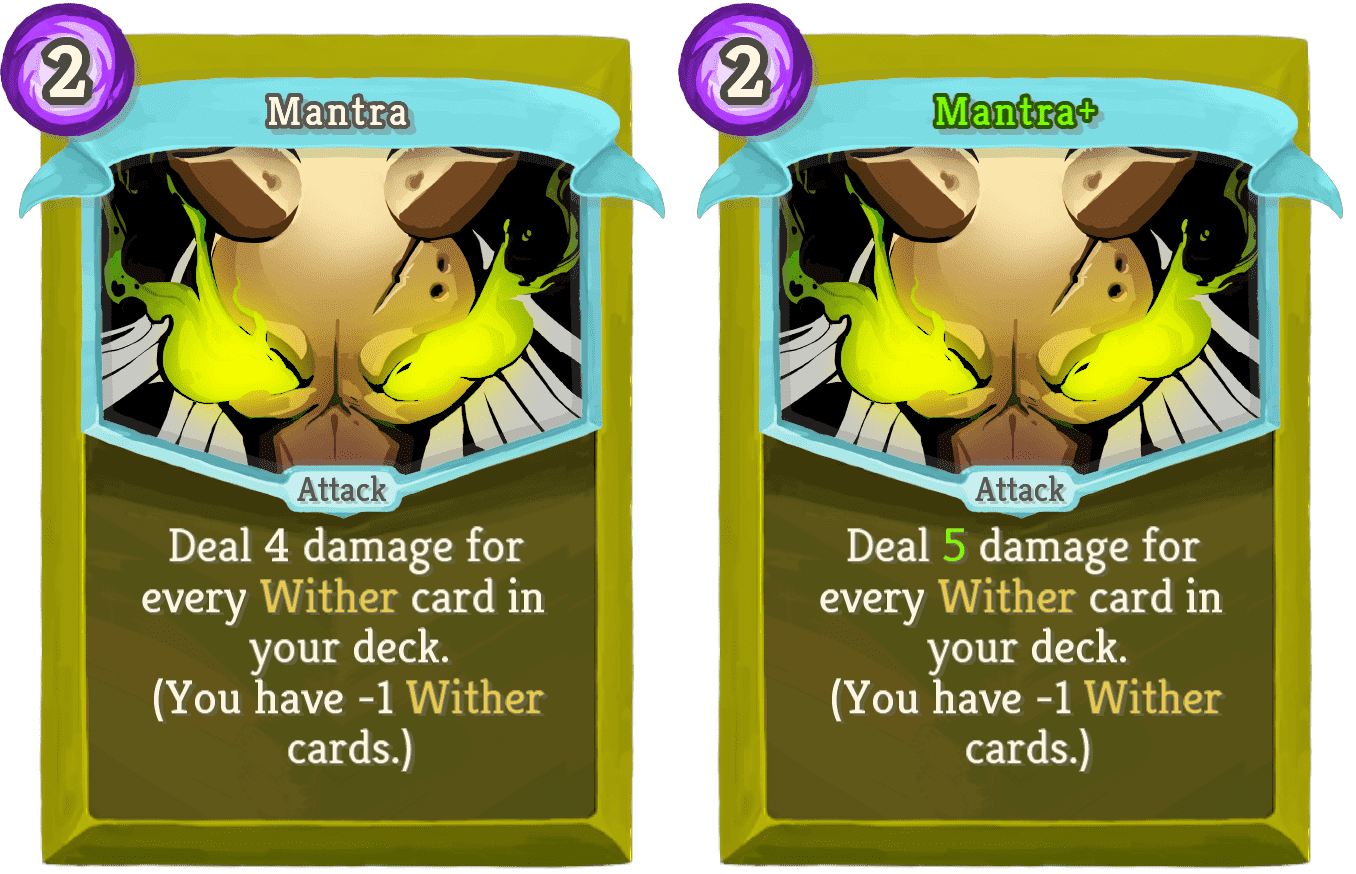 2
Mantra
Attack
Deal 4 damage for
every Wither card in
your deck.
(You have -1 Wither
cards.)
2
Mantra+
Attack
Deal 5 damage for
every Wither card in
your deck.
(You have -1 Wither
cards.)